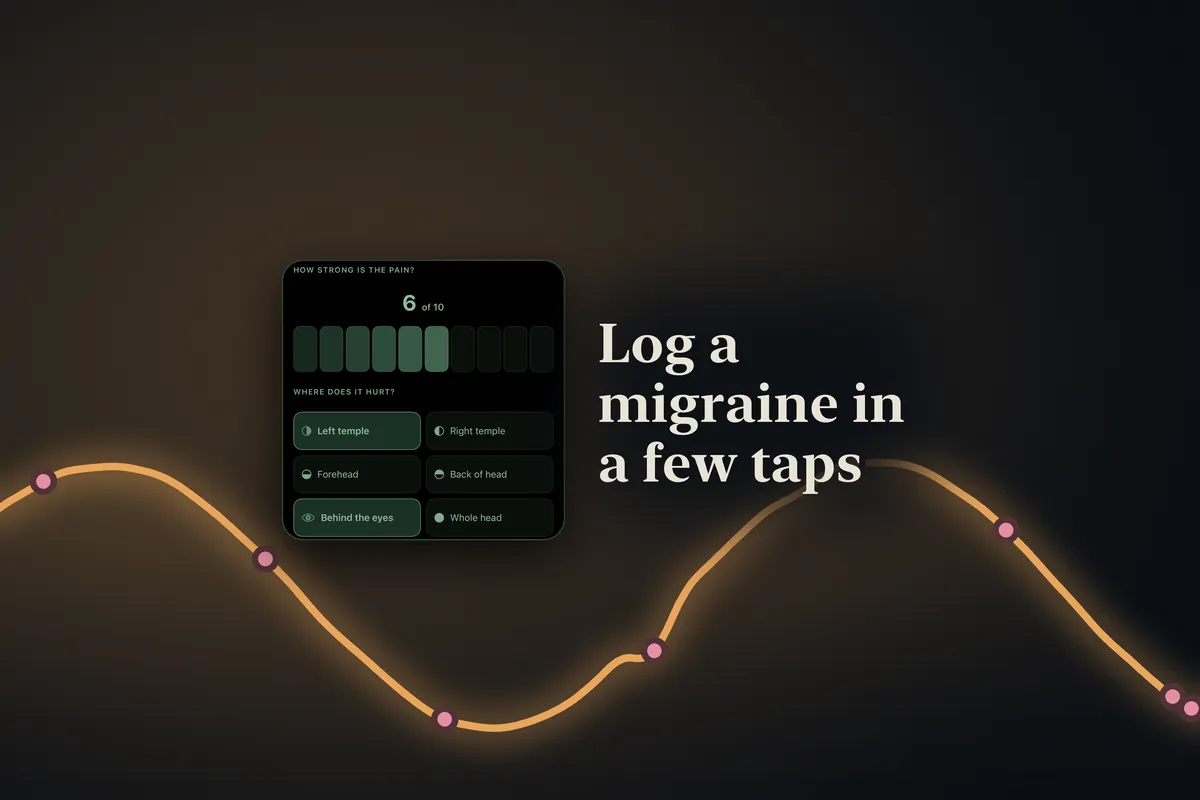 HOW STRONG IS THE PAIN?
6 of 10
WHERE DOES IT HURT?
Left temple
Right temple
Forehead
Back of head
Behind the eyes
Whole head
Log a
migraine in
a few taps